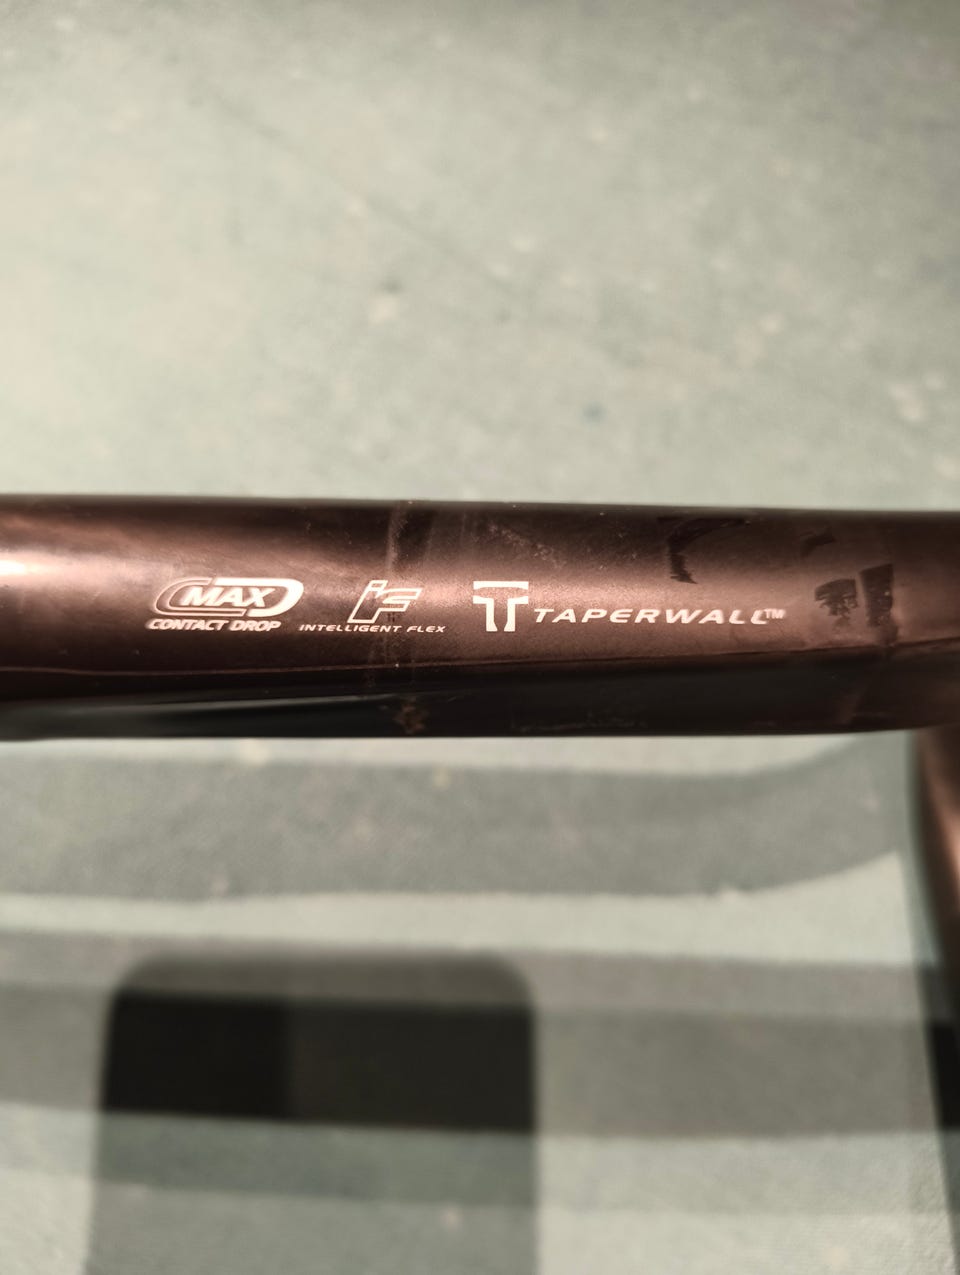 MAX
CONTACT DROP
iF
INTELLIGENT FLEX
T TAPERWALL™